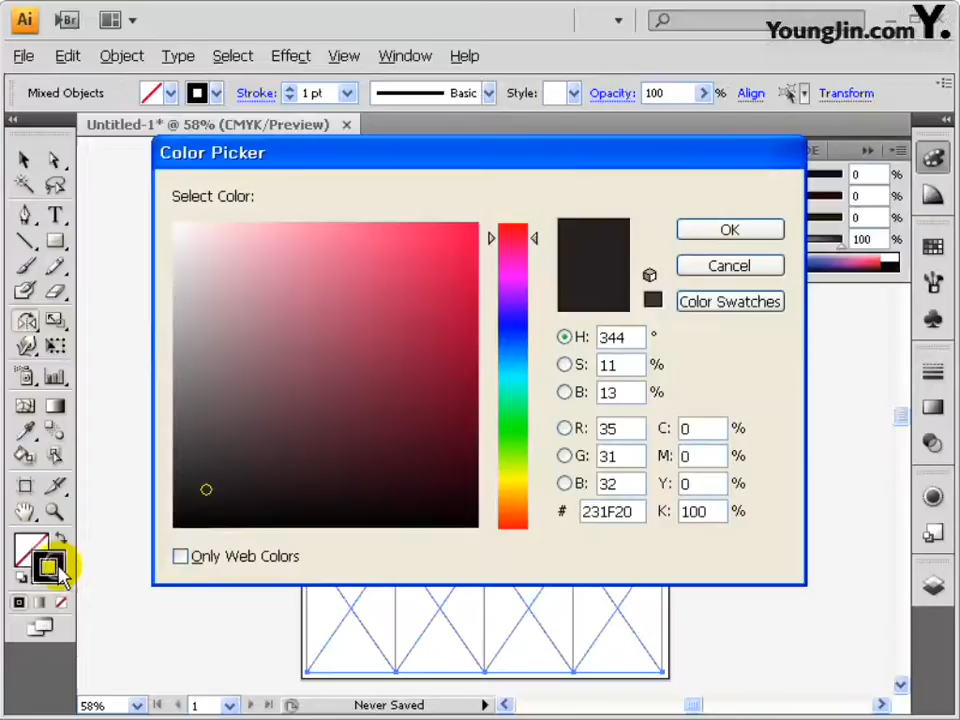 Ai Br YoungJin.com Y.
File Edit Object Type Select Effect View Window Help
Mixed Objects Stroke: 1 pt Basic Style: Opacity: 100 % Align Transform
Untitled-1* @ 58% (CMYK/Preview)
Color Picker
Select Color:
0 %
0 %
0 %
100 %
OK
Cancel
Color Swatches
H: 344 °
S: 11 %
B: 13 %
R: 35 C: 0 %
G: 31 M: 0 %
B: 32 Y: 0 %
# 231F20 K: 100 %
Only Web Colors
T
58% 1 Never Saved